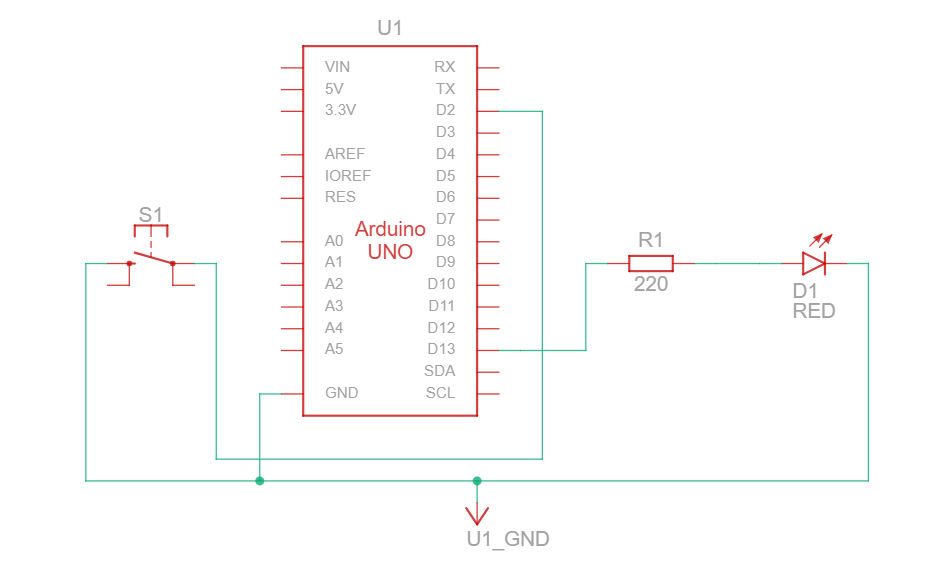 U1
VIN
RX
5V
TX
3.3V
D2
D3
AREF
D4
IOREF
D5
RES
D6
D7
S1
Arduino
UNO
A0
D8
A1
D9
A2
D10
A3
D11
A4
D12
A5
D13
SDA
GND
SCL
R1
220
D1
RED
U1_GND